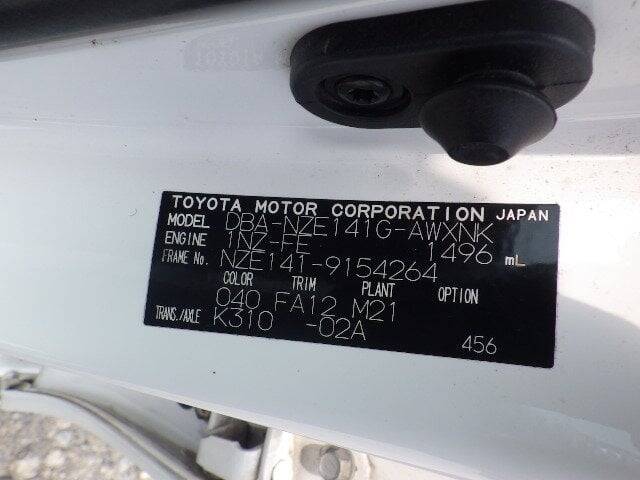 TOYOTA MOTOR CORPORATION JAPAN
MODEL DBA-NZE141G-AWXNK
ENGINE 1NZ-FE 1496 mL
FRAME No. NZE141-9154264
COLOR TRIM PLANT OPTION
040 FA12 M21
TRANS./AXLE K310 -02A
456